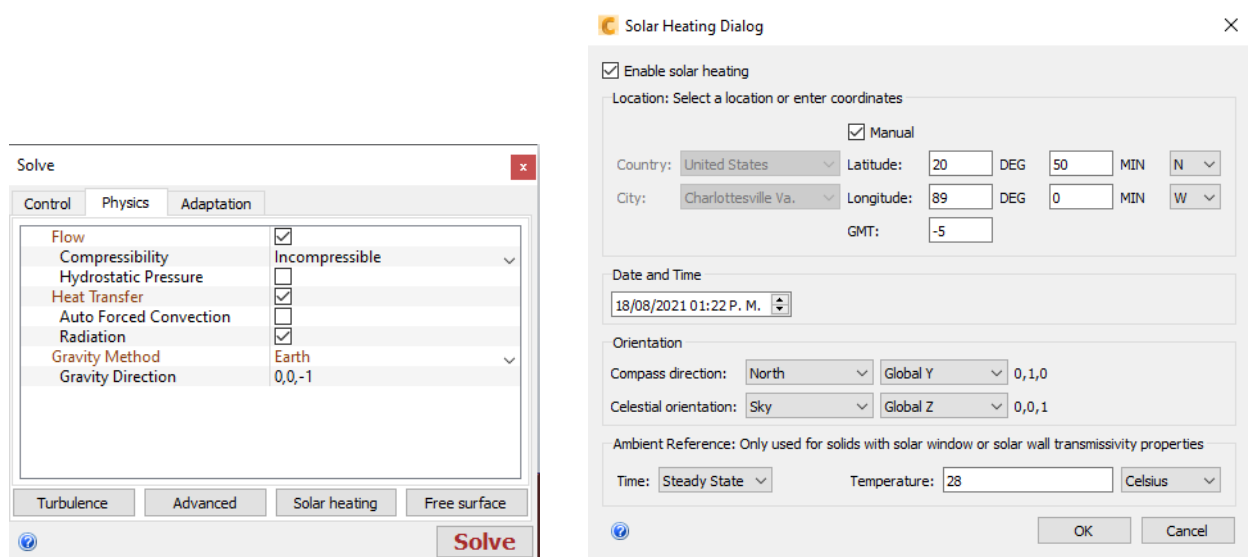 Solve
x
Control Physics Adaptation
Flow
Compressibility Incompressible
Hydrostatic Pressure
Heat Transfer
Auto Forced Convection
Radiation
Gravity Method Earth
Gravity Direction 0,0,-1
Turbulence Advanced Solar heating Free surface
? Solve
C Solar Heating Dialog
Enable solar heating
Location: Select a location or enter coordinates
Manual
Country: United States Latitude: 20 DEG 50 MIN N
City: Charlottesville Va. Longitude: 89 DEG 0 MIN W
GMT: -5
Date and Time
18/08/2021 01:22 P. M.
Orientation
Compass direction: North Global Y 0,1,0
Celestial orientation: Sky Global Z 0,0,1
Ambient Reference: Only used for solids with solar window or solar wall transmissivity properties
Time: Steady State Temperature: 28 Celsius
? OK Cancel